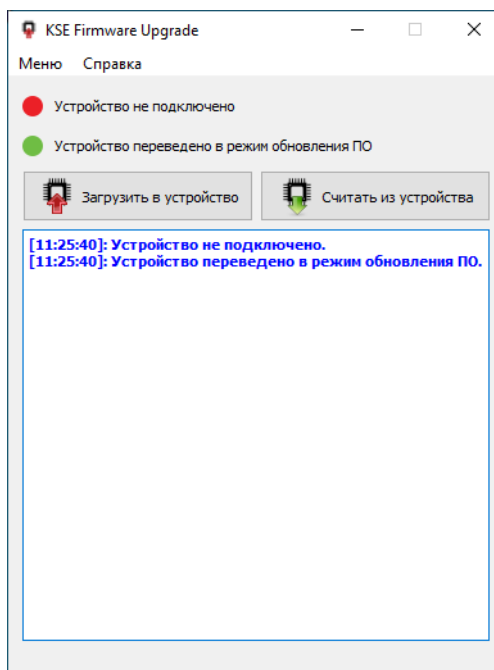 KSE Firmware Upgrade
Меню Справка
Устройство не подключено
Устройство переведено в режим обновления ПО
Загрузить в устройство Считать из устройства
[11:25:40]: Устройство не подключено.
[11:25:40]: Устройство переведено в режим обновления ПО.